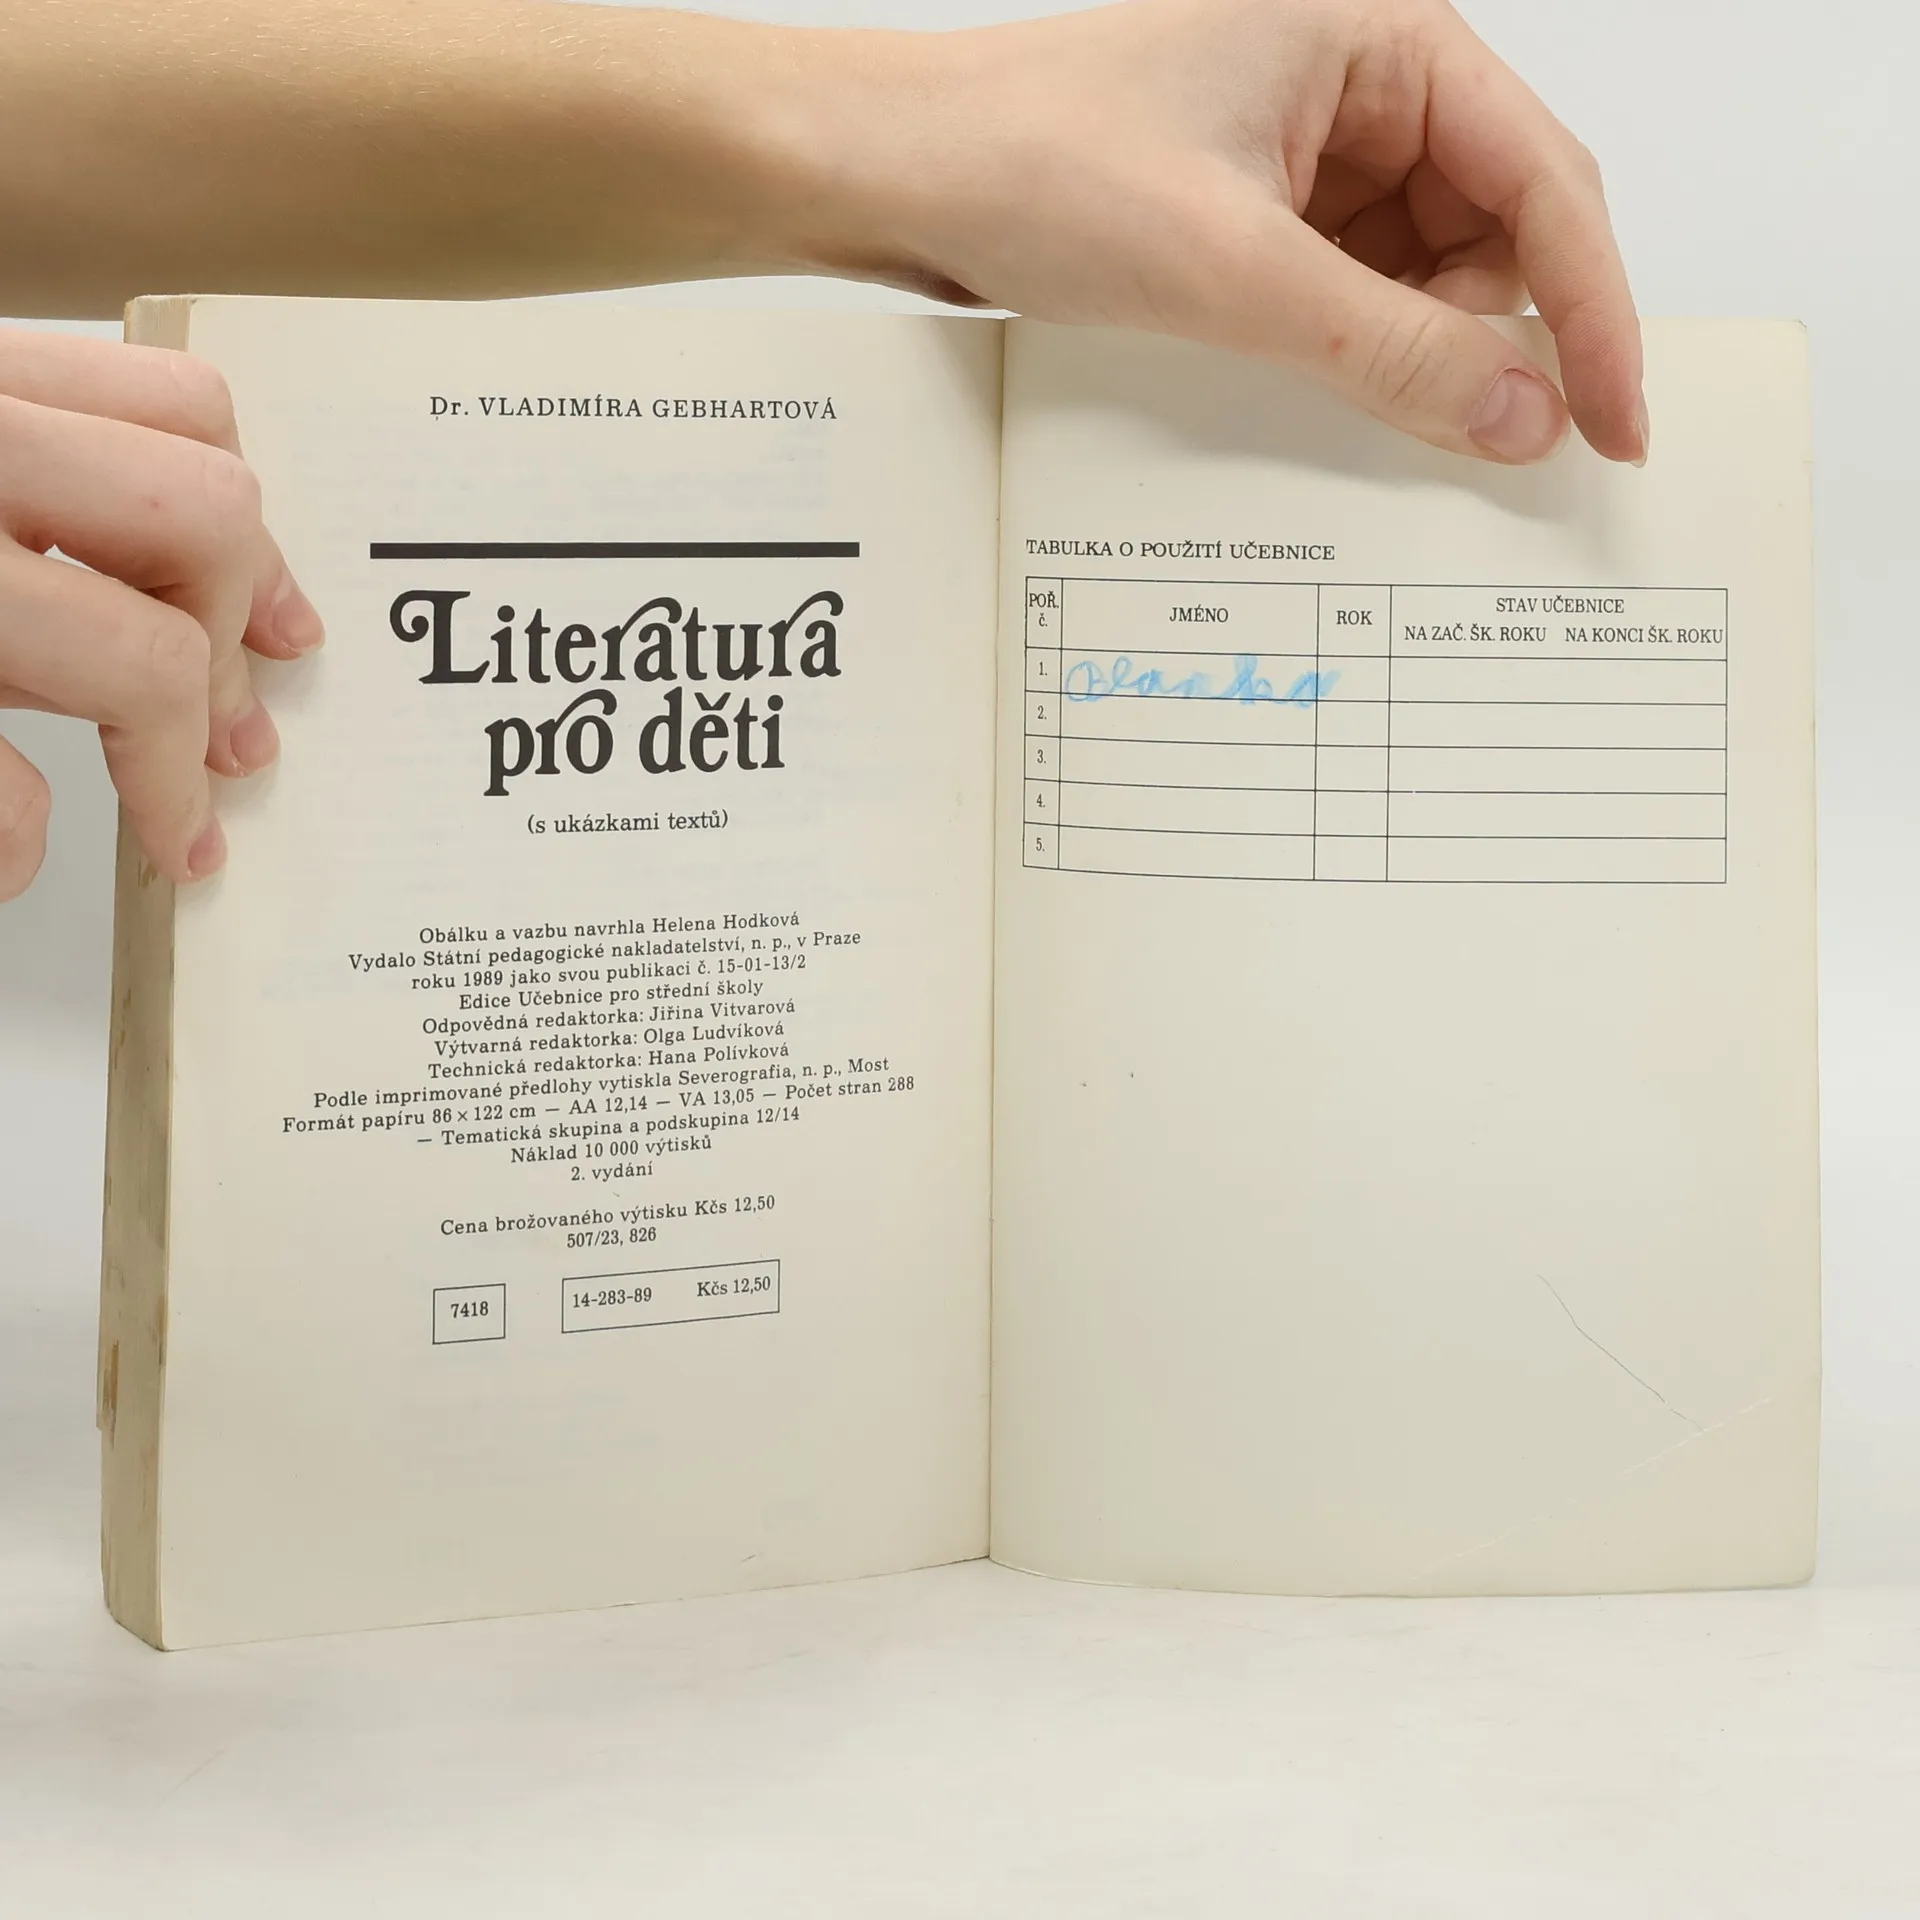 Dr. VLADIMÍRA GEBHARTOVÁ
Literatura
pro děti
(s ukázkami textů)
Obálku a vazbu navrhla Helena Hodková
Vydalo Státní pedagogické nakladatelství, n. p., v Praze
roku 1989 jako svou publikaci č. 15-01-13/2
Edice Učebnice pro střední školy
Odpovědná redaktorka: Jiřina Vitvarová
Výtvarná redaktorka: Olga Ludvíková
Technická redaktorka: Hana Polívková
Podle imprimované předlohy vytiskla Severografia, n. p., Most
Formát papíru 86 × 122 cm — AA 12,14 — VA 13,05 — Počet stran 288
— Tematická skupina a podskupina 12/14
Náklad 10 000 výtisků
2. vydání
Cena brožovaného výtisku Kčs 12,50
507/23, 826
7418
14-283-89 Kčs 12,50
TABULKA O POUŽITÍ UČEBNICE
POŘ. č. JMÉNO ROK STAV UČEBNICE
NA ZAČ. ŠK. ROKU NA KONCI ŠK. ROKU
1. Blanka
2.
3.
4.
5.